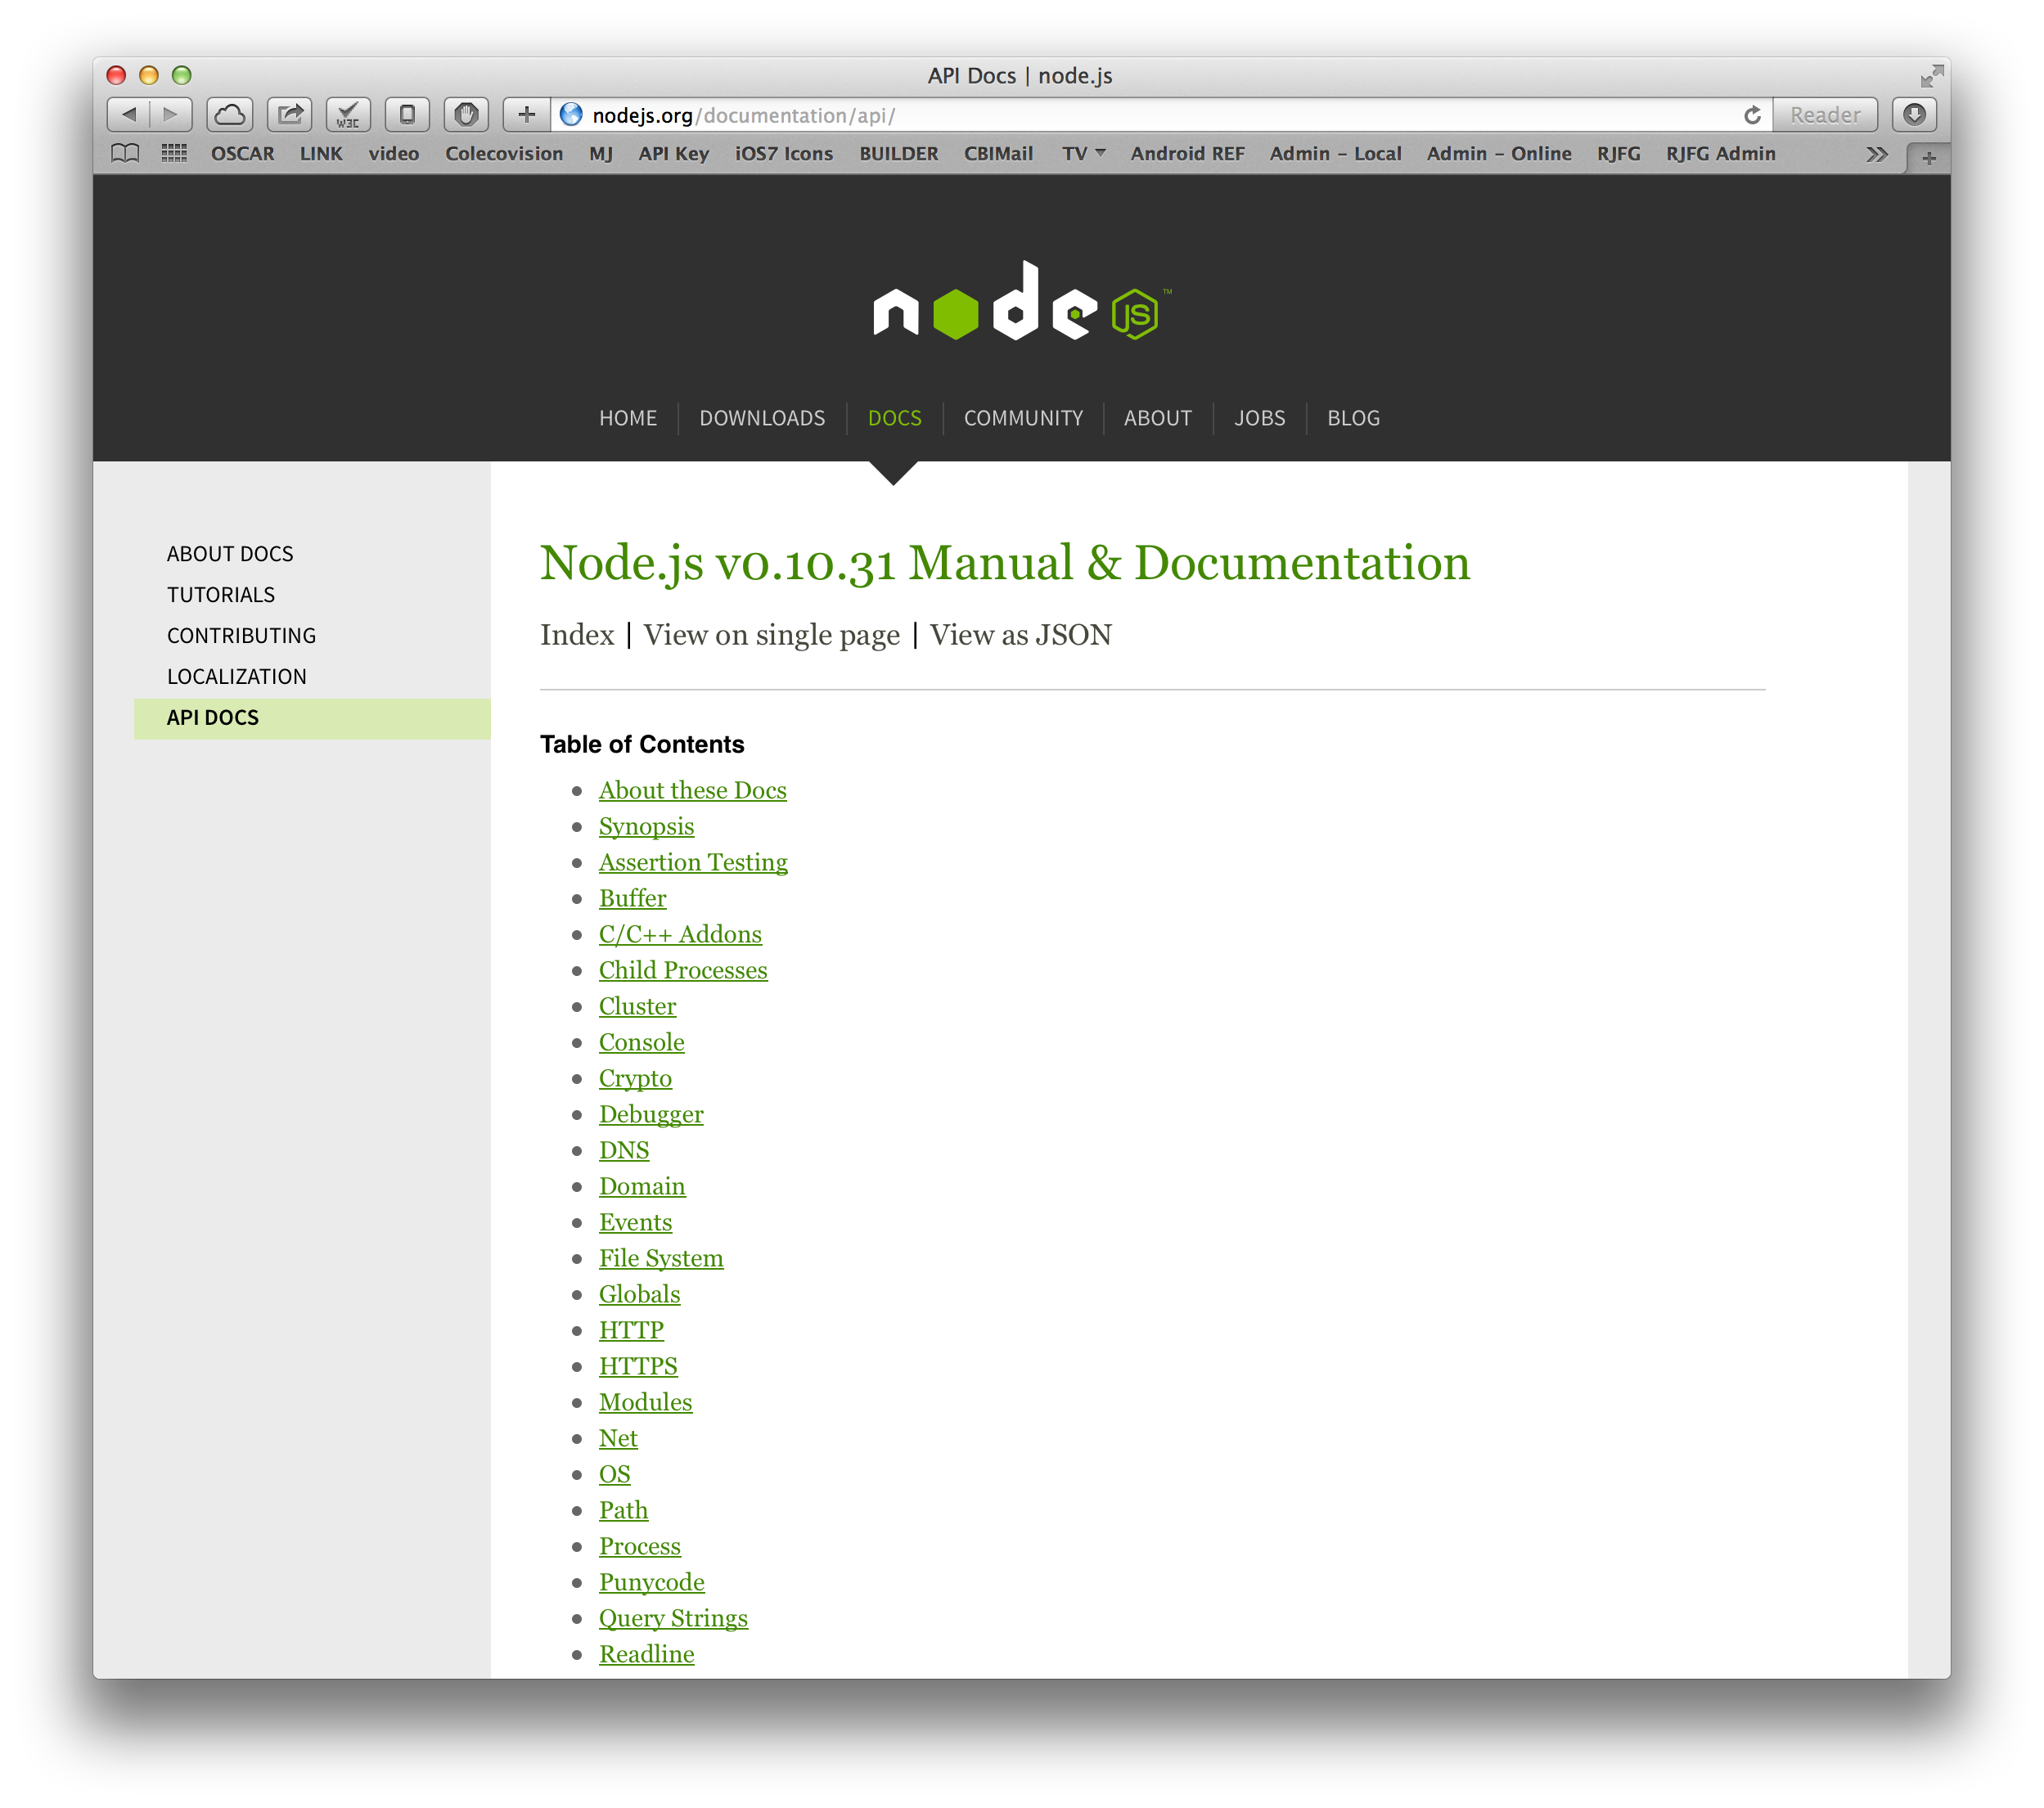 API Docs | node.js
W3C
nodejs.org/documentation/api/
Reader
OSCAR LINK video Colecovision MJ API Key iOS7 Icons BUILDER CBIMail TV Android REF Admin – Local Admin – Online RJFG RJFG Admin
node JS™
HOME DOWNLOADS DOCS COMMUNITY ABOUT JOBS BLOG
ABOUT DOCS
TUTORIALS
CONTRIBUTING
LOCALIZATION
API DOCS
Node.js v0.10.31 Manual & Documentation
Index | View on single page | View as JSON
Table of Contents
About these Docs
Synopsis
Assertion Testing
Buffer
C/C++ Addons
Child Processes
Cluster
Console
Crypto
Debugger
DNS
Domain
Events
File System
Globals
HTTP
HTTPS
Modules
Net
OS
Path
Process
Punycode
Query Strings
Readline